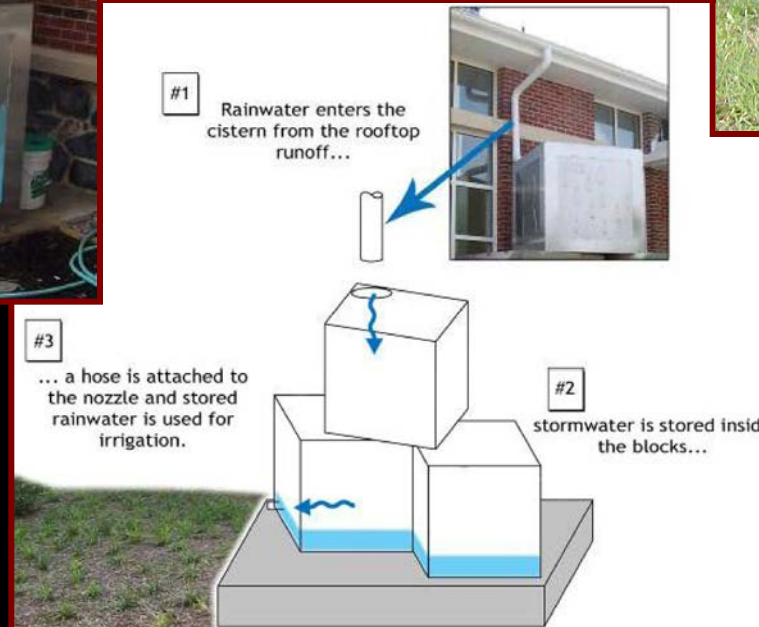 #1
Rainwater enters the
cistern from the rooftop
runoff...
#3
... a hose is attached to
the nozzle and stored
rainwater is used for
irrigation.
#2
stormwater is stored insid
the blocks...